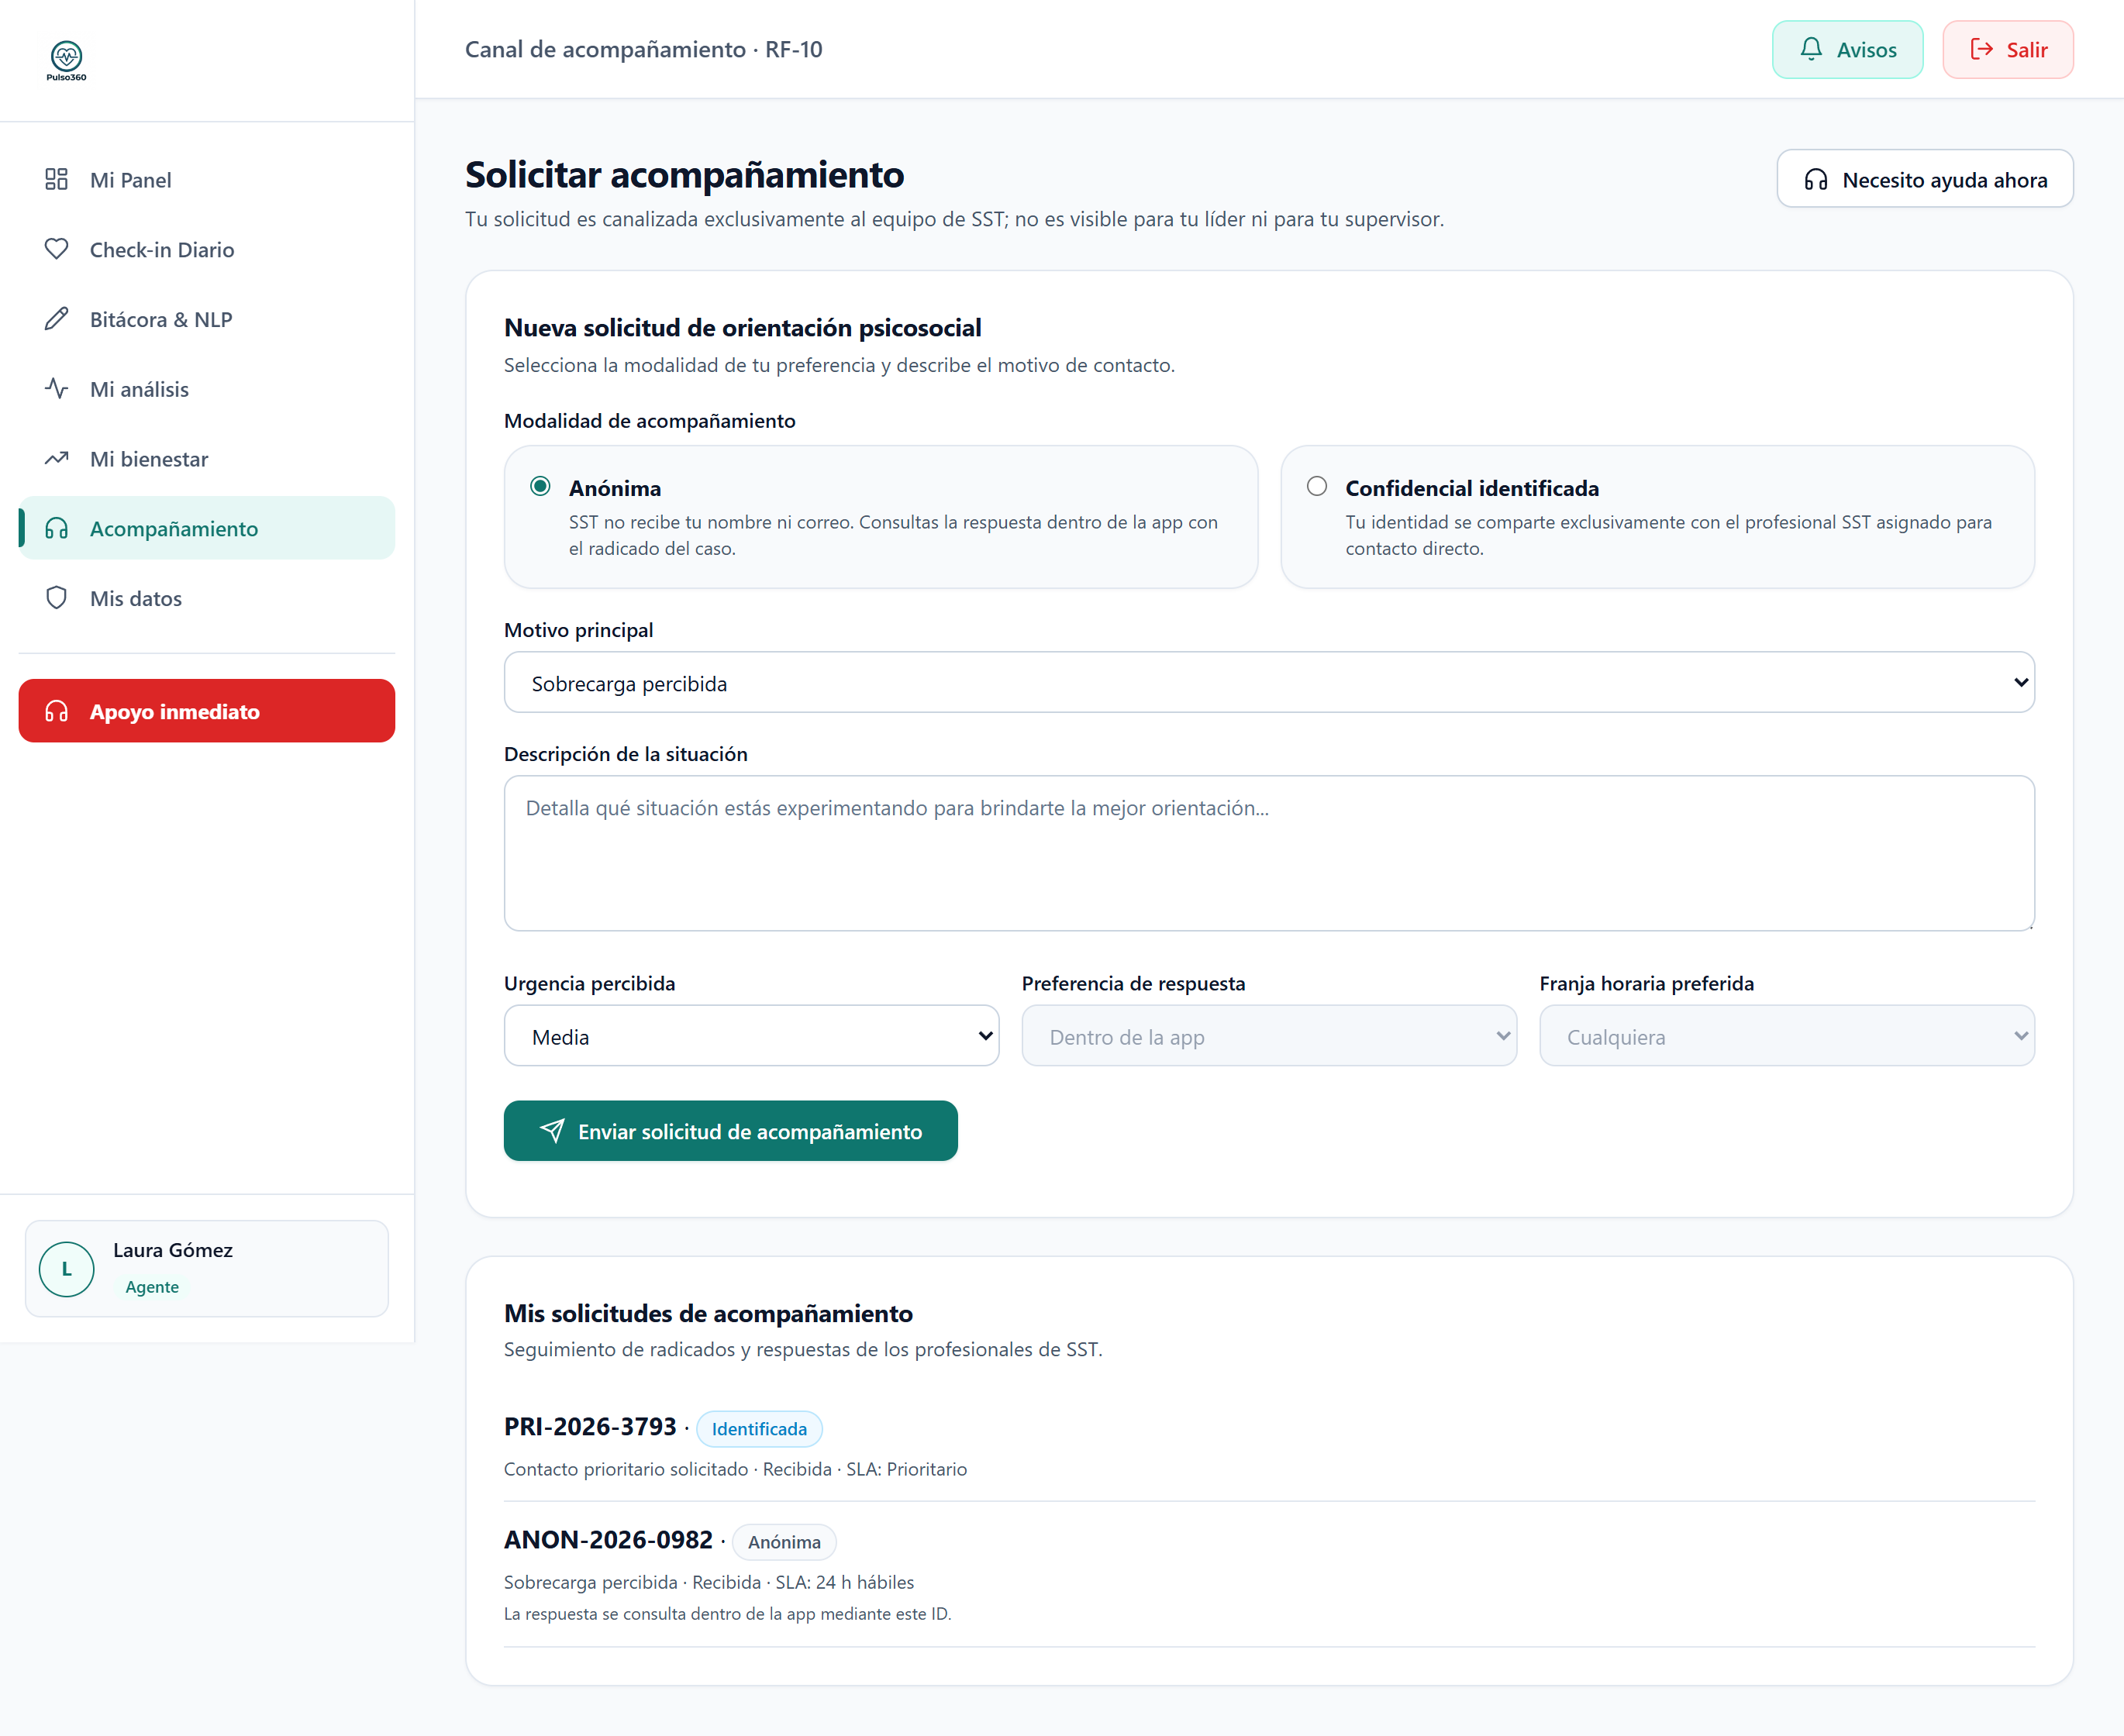 Pulso360
Canal de acompañamiento · RF-10
Avisos
Salir
Mi Panel
Check-in Diario
Bitácora & NLP
Mi análisis
Mi bienestar
Acompañamiento
Mis datos
Apoyo inmediato
Laura Gómez
L
Agente
Solicitar acompañamiento
Necesito ayuda ahora
Tu solicitud es canalizada exclusivamente al equipo de SST; no es visible para tu líder ni para tu supervisor.
Nueva solicitud de orientación psicosocial
Selecciona la modalidad de tu preferencia y describe el motivo de contacto.
Modalidad de acompañamiento
Anónima
SST no recibe tu nombre ni correo. Consultas la respuesta dentro de la app con
el radicado del caso.
Confidencial identificada
Tu identidad se comparte exclusivamente con el profesional SST asignado para
contacto directo.
Motivo principal
Sobrecarga percibida
Descripción de la situación
Detalla qué situación estás experimentando para brindarte la mejor orientación...
Urgencia percibida
Media
Preferencia de respuesta
Dentro de la app
Franja horaria preferida
Cualquiera
Enviar solicitud de acompañamiento
Mis solicitudes de acompañamiento
Seguimiento de radicados y respuestas de los profesionales de SST.
PRI-2026-3793 · Identificada
Contacto prioritario solicitado · Recibida · SLA: Prioritario
ANON-2026-0982 · Anónima
Sobrecarga percibida · Recibida · SLA: 24 h hábiles
La respuesta se consulta dentro de la app mediante este ID.